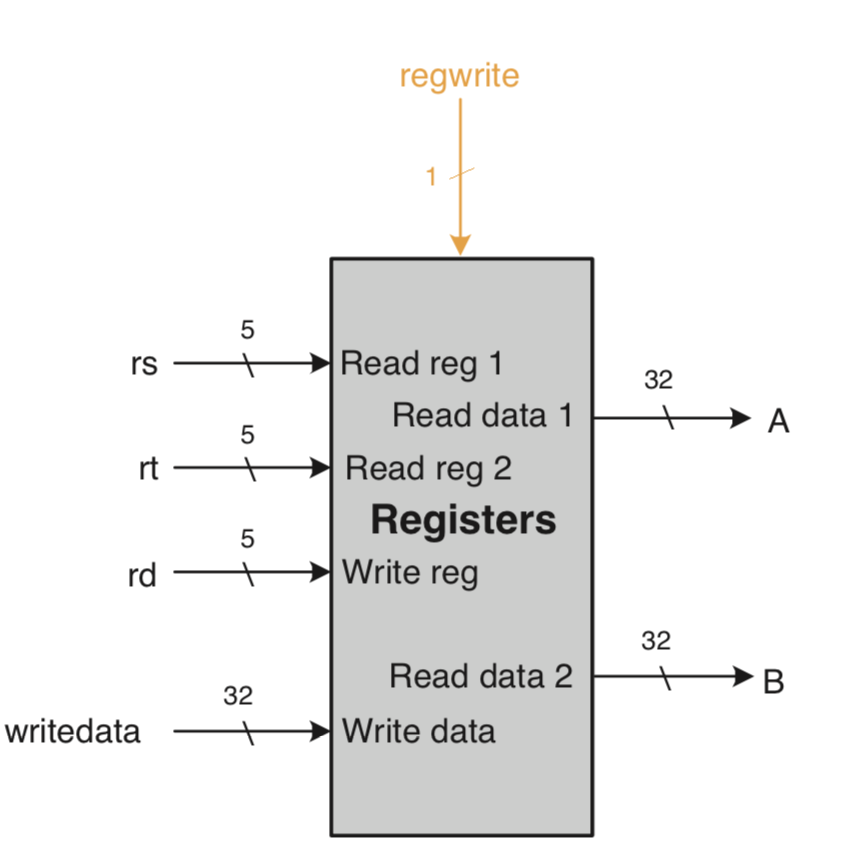 regwrite
1
5
rs
Read reg 1
32
Read data 1
A
5
rt
Read reg 2
Registers
5
rd
Write reg
32
Read data 2
B
32
writedata
Write data